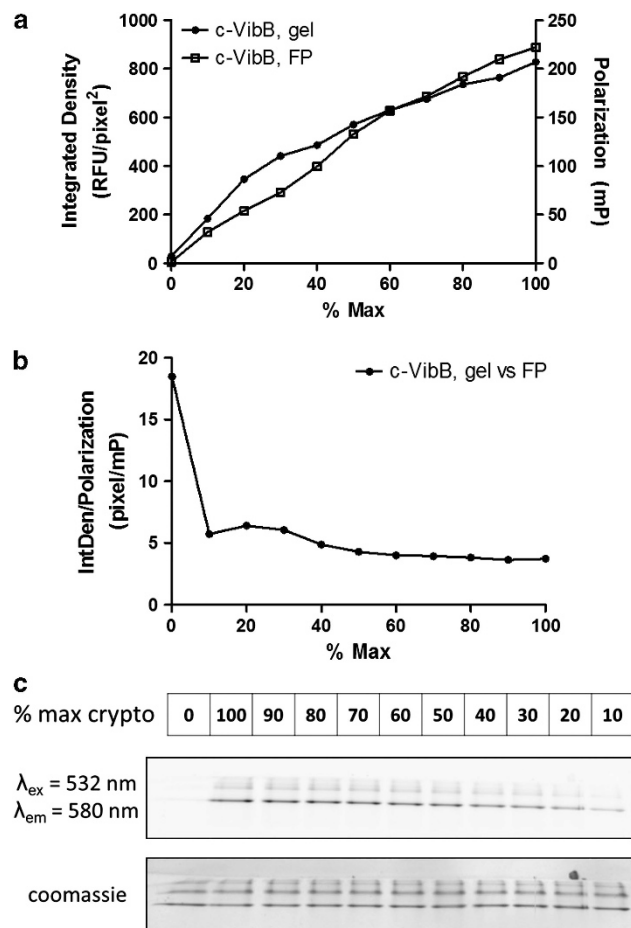 a
c-VibB, gel
c-VibB, FP
1000
800
600
400
200
0
Integrated Density
(RFU/pixel²)
250
200
150
100
50
0
Polarization (mP)
0 20 40 60 80 100
% Max
b
c-VibB, gel vs FP
20
15
10
5
0
IntDen/Polarization
(pixel/mP)
0 20 40 60 80 100
% Max
c
% max crypto 0 100 90 80 70 60 50 40 30 20 10
λex = 532 nm
λem = 580 nm
coomassie